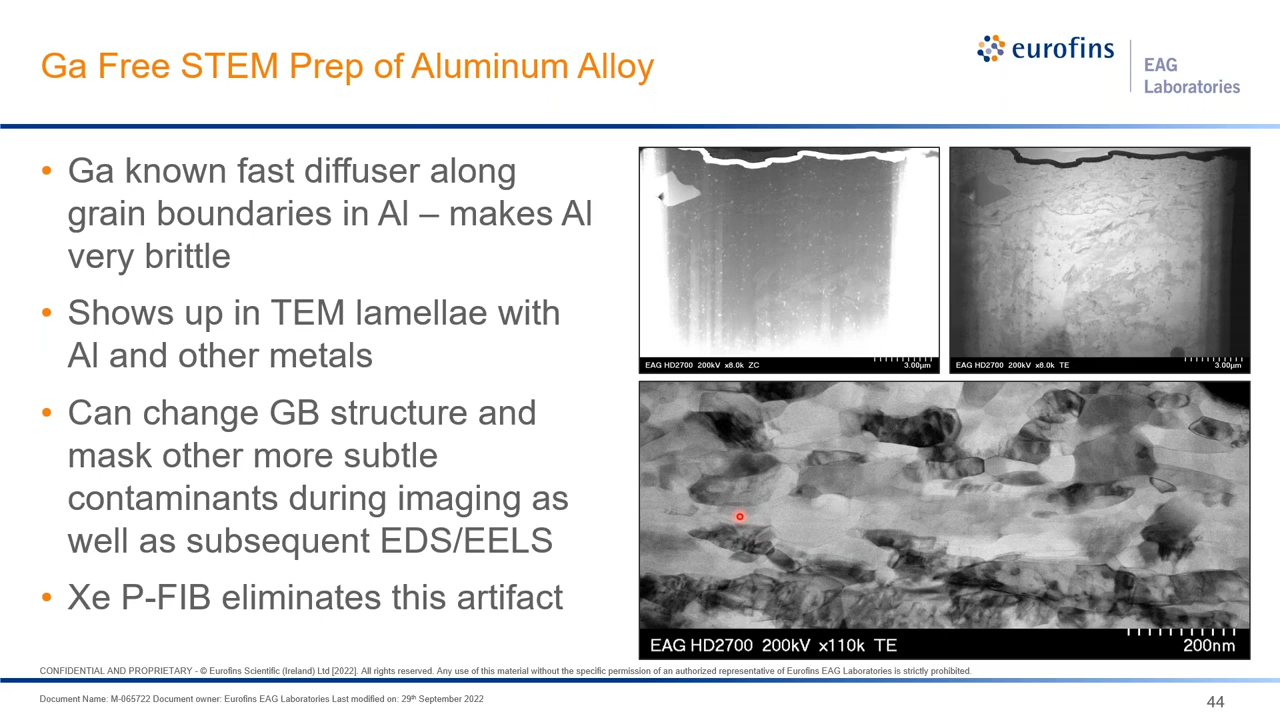 Ga Free STEM Prep of Aluminum Alloy
eurofins
EAG
Laboratories
• Ga known fast diffuser along
grain boundaries in Al – makes Al
very brittle
• Shows up in TEM lamellae with
Al and other metals
• Can change GB structure and
mask other more subtle
contaminants during imaging as
well as subsequent EDS/EELS
• Xe P-FIB eliminates this artifact
EAG HD2700 200kV x8.0k ZC 3.00µm
EAG HD2700 200kV x8.0k TE 3.00µm
EAG HD2700 200kV x110k TE 200nm
CONFIDENTIAL AND PROPRIETARY - © Eurofins Scientific (Ireland) Ltd [2022]. All rights reserved. Any use of this material without the specific permission of an authorized representative of Eurofins EAG Laboratories is strictly prohibited.
Document Name: M-065722 Document owner: Eurofins EAG Laboratories Last modified on: 29th September 2022
44